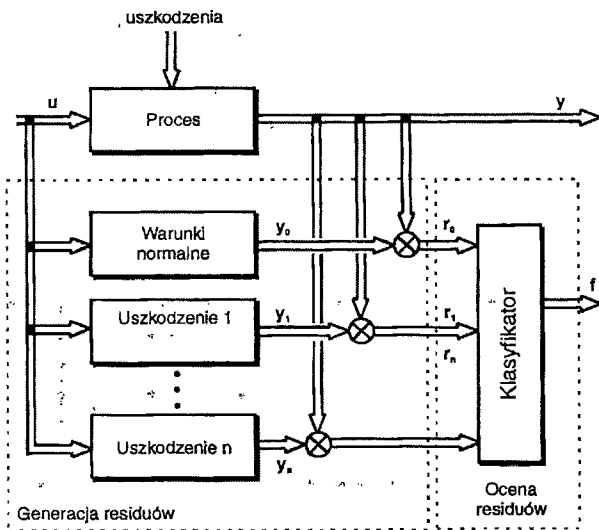 uszkodzenia
u
Proces
y
Warunki
normalne
y₀
r₀
Uszkodzenie 1
y₁
r₁
rₙ
Klasyfikator
f
Uszkodzenie n
yₙ
Generacja residuów
Ocena
residuów